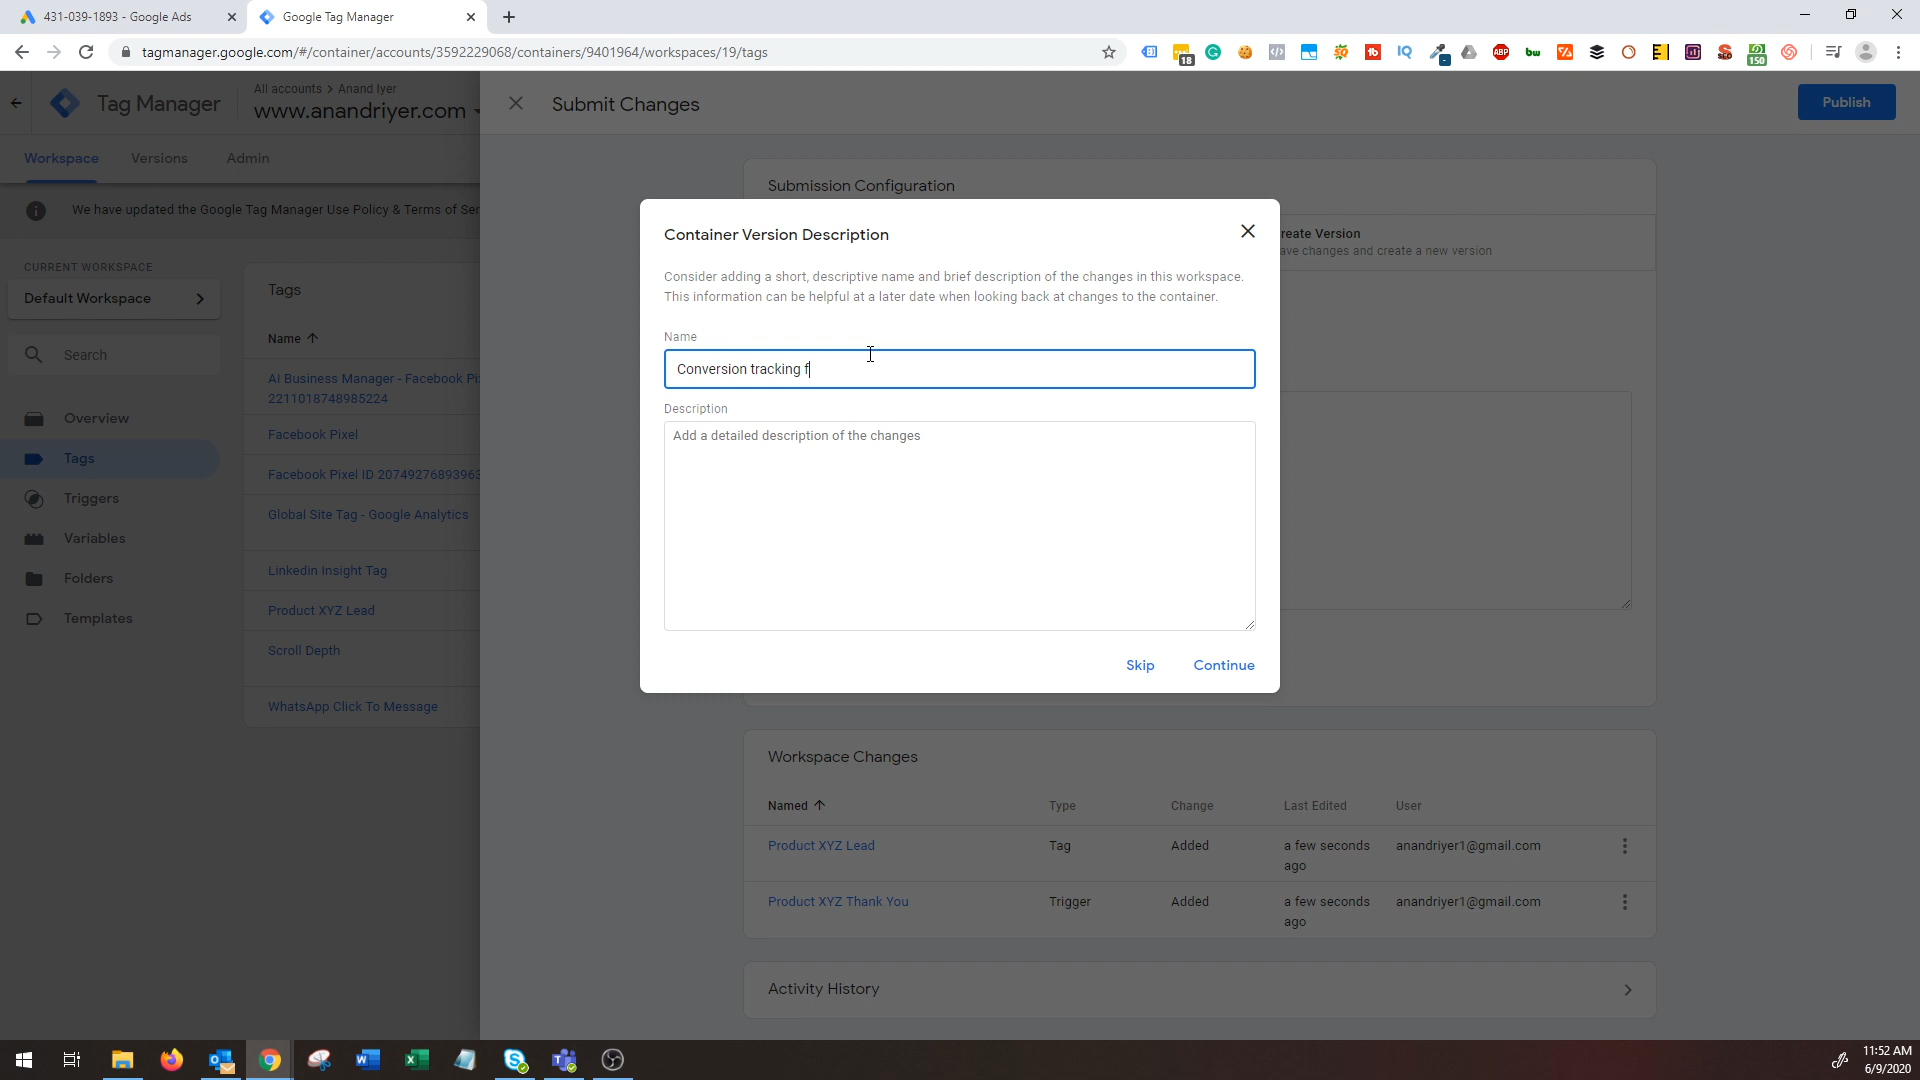 431-039-1893 - Google Ads
Google Tag Manager
tagmanager.google.com/#/container/accounts/3592229068/containers/9401964/workspaces/19/tags
Tag Manager
All accounts > Anand Iyer
www.anandriyer.com
Submit Changes
Publish
Workspace
Versions
Admin
We have updated the Google Tag Manager Use Policy & Terms of Ser
Submission Configuration
reate Version
ave changes and create a new version
CURRENT WORKSPACE
Default Workspace
Search
Overview
Tags
Triggers
Variables
Folders
Templates
Tags
Name
AI Business Manager - Facebook Pi
2211018748985224
Facebook Pixel
Facebook Pixel ID 20749276893963
Global Site Tag - Google Analytics
Linkedin Insight Tag
Product XYZ Lead
Scroll Depth
WhatsApp Click To Message
Container Version Description
Consider adding a short, descriptive name and brief description of the changes in this workspace.
This information can be helpful at a later date when looking back at changes to the container.
Name
Conversion tracking f
Description
Add a detailed description of the changes
Skip
Continue
Workspace Changes
Named
Type
Change
Last Edited
User
Product XYZ Lead
Tag
Added
a few seconds
ago
anandriyer1@gmail.com
Product XYZ Thank You
Trigger
Added
a few seconds
ago
anandriyer1@gmail.com
Activity History
11:52 AM
6/9/2020